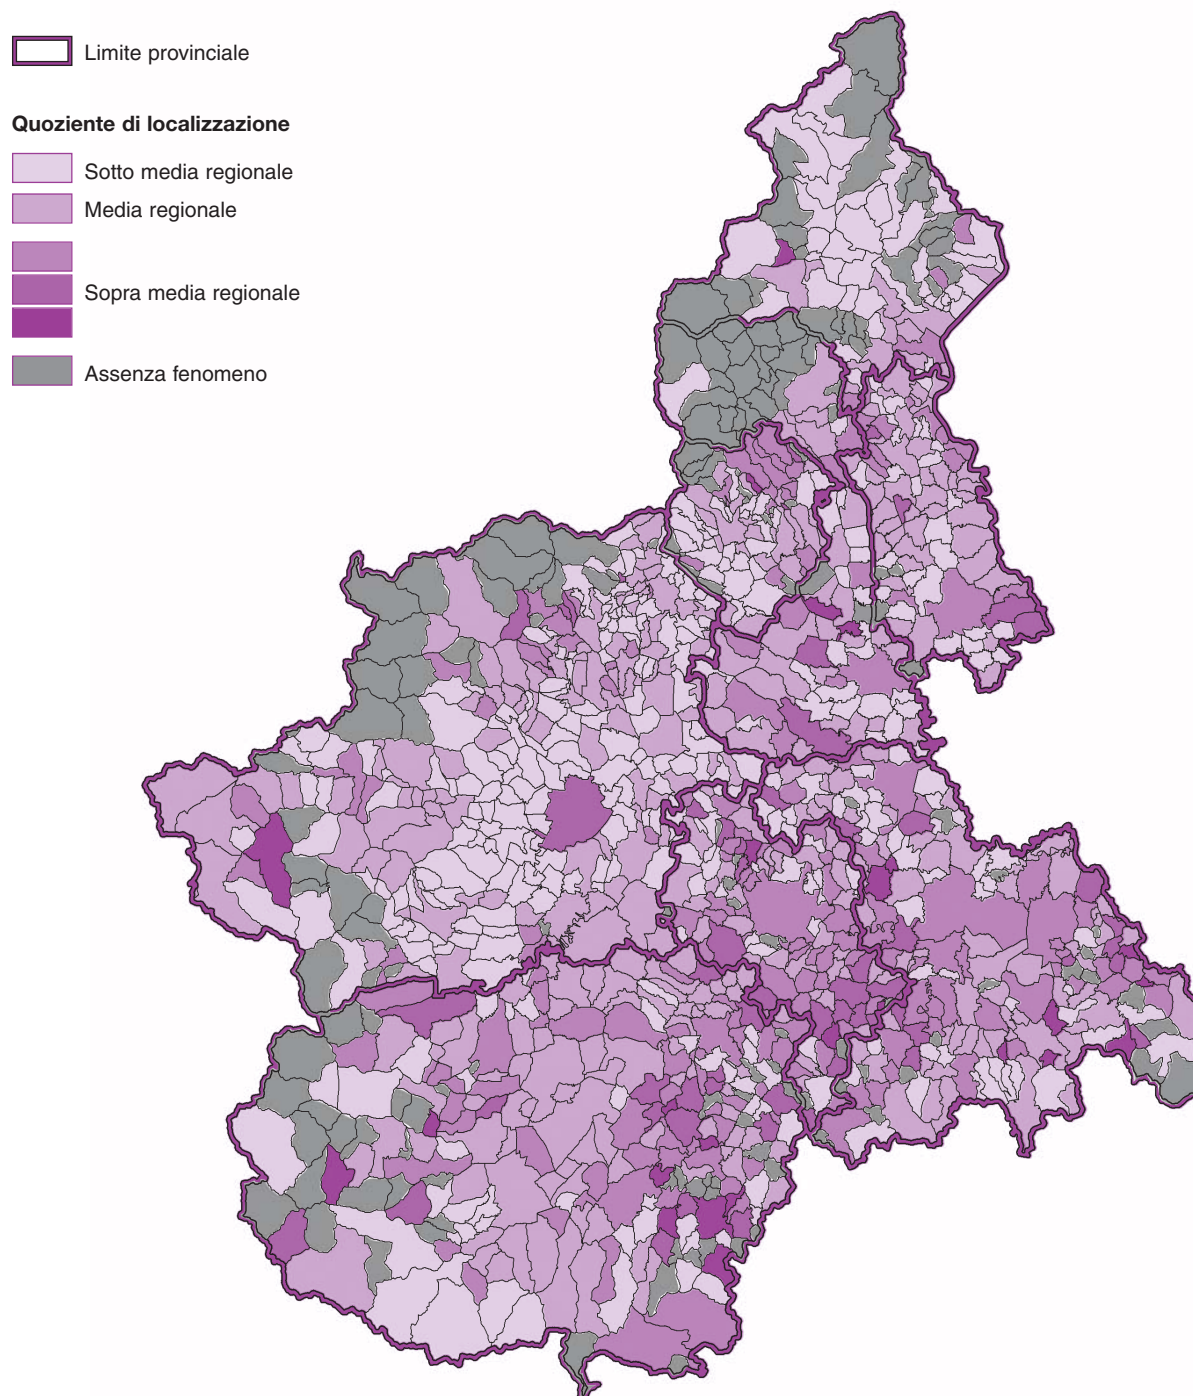 Limite provinciale
Quoziente di localizzazione
Sotto media regionale
Media regionale
Sopra media regionale
Assenza fenomeno